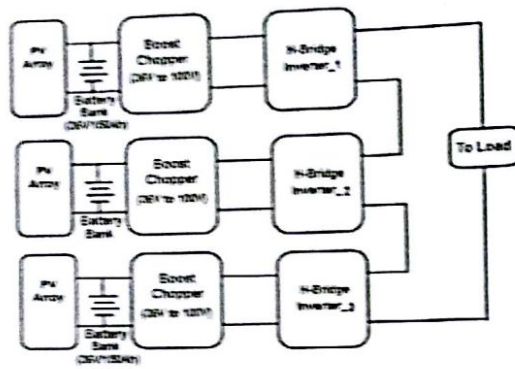 PV
Array
Battery
Bank
(36V/150Ah)
Boost
Chopper
(36V to 100V)
H-Bridge
Inverter_1
To Load
PV
Array
Battery
Bank
Boost
Chopper
(36V to 100V)
H-Bridge
Inverter_2
PV
Array
Battery
Bank
(36V/150Ah)
Boost
Chopper
(36V to 100V)
H-Bridge
Inverter_3